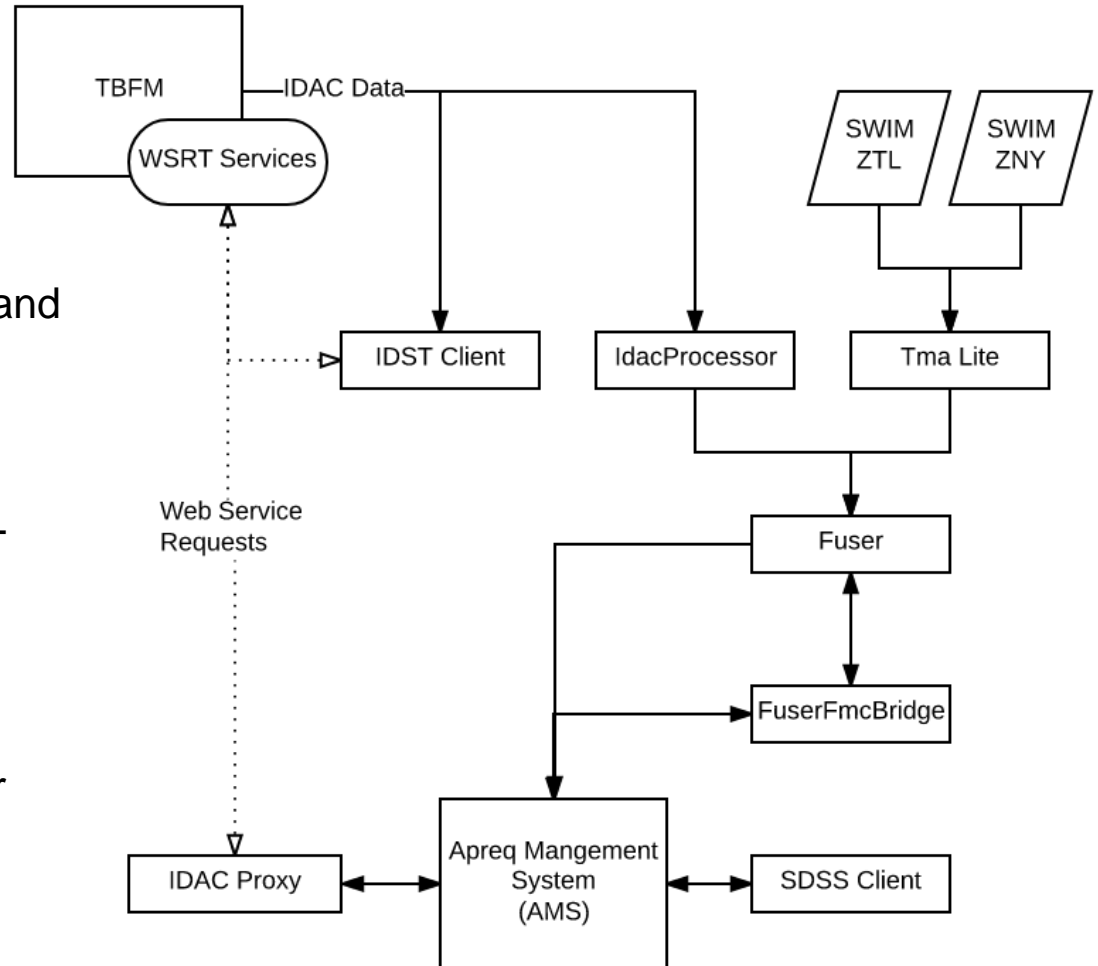 TBFM
IDAC Data
WSRT Services
SWIM
ZTL
SWIM
ZNY
and
IDST Client
IdacProcessor
Tma Lite
Web Service
Requests
-
Fuser
FuserFmcBridge
r
Apreq Mangement
System
(AMS)
IDAC Proxy
SDSS Client